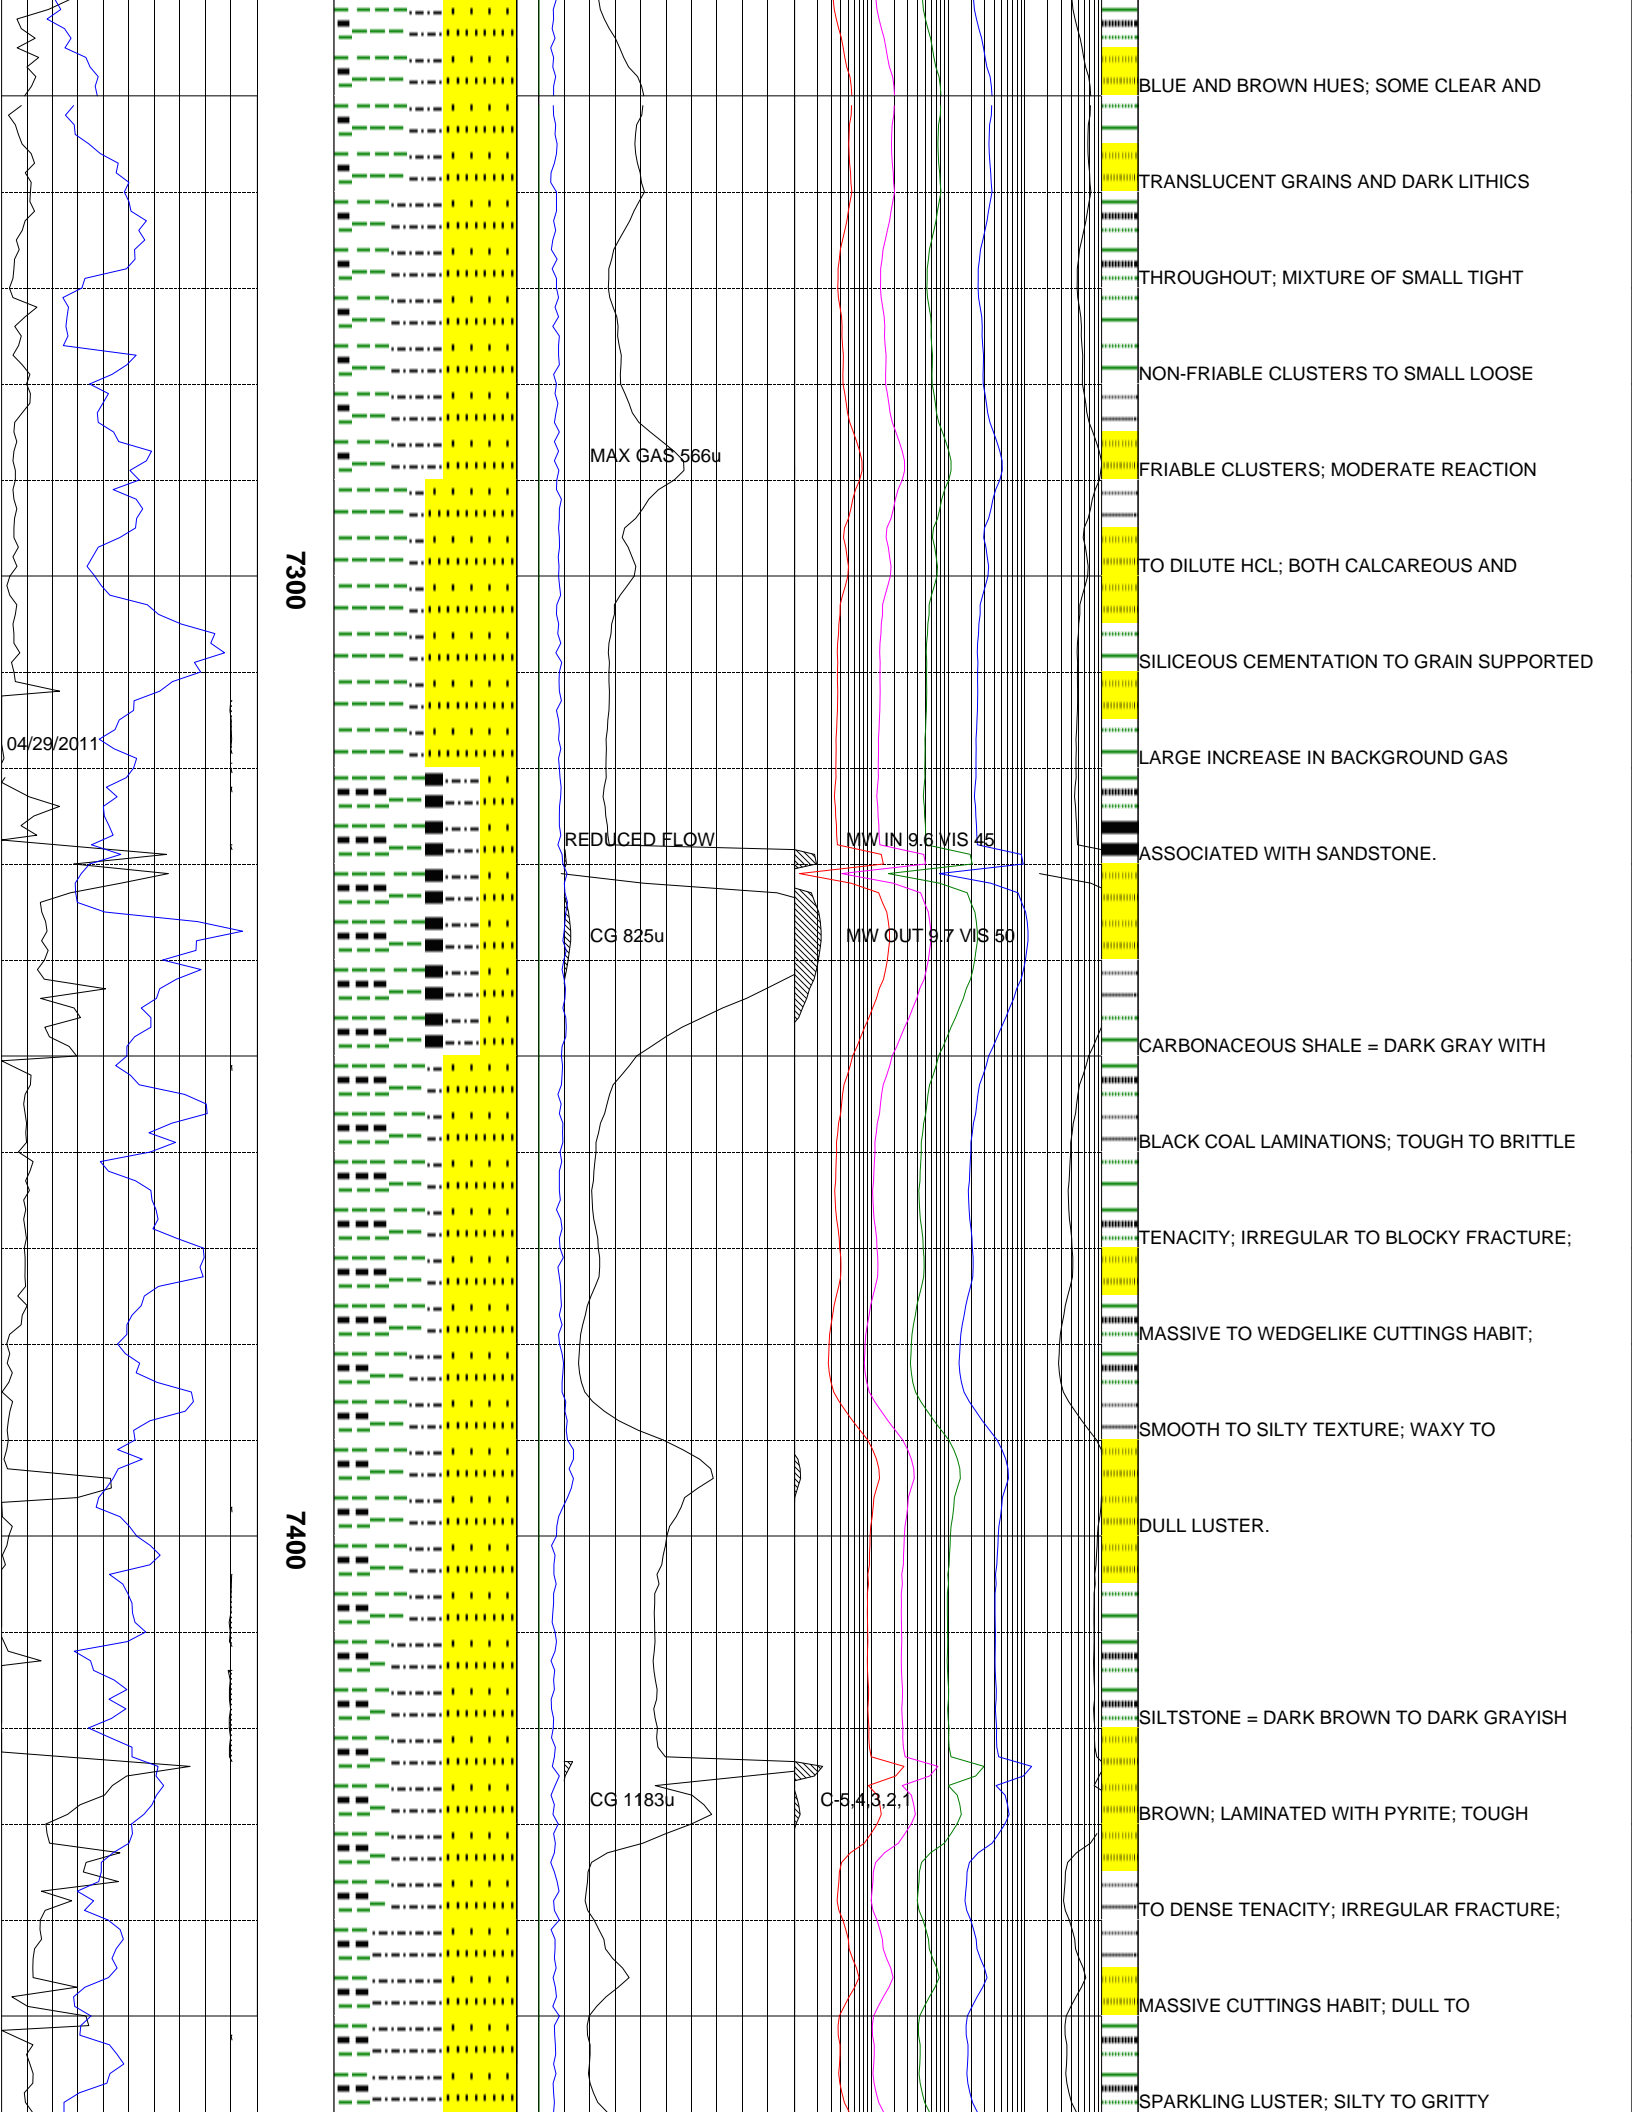 BLUE AND BROWN HUES; SOME CLEAR AND
TRANSLUCENT GRAINS AND DARK LITHICS
THROUGHOUT; MIXTURE OF SMALL TIGHT
NON-FRIABLE CLUSTERS TO SMALL LOOSE
MAX GAS 566u
FRIABLE CLUSTERS; MODERATE REACTION
7300
TO DILUTE HCL; BOTH CALCAREOUS AND
SILICEOUS CEMENTATION TO GRAIN SUPPORTED
04/29/2011
LARGE INCREASE IN BACKGROUND GAS
REDUCED FLOW
MW IN 9.6 VIS 45
ASSOCIATED WITH SANDSTONE.
CG 825u
MW OUT 9.7 VIS 50
CARBONACEOUS SHALE = DARK GRAY WITH
BLACK COAL LAMINATIONS; TOUGH TO BRITTLE
TENACITY; IRREGULAR TO BLOCKY FRACTURE;
MASSIVE TO WEDGELIKE CUTTINGS HABIT;
SMOOTH TO SILTY TEXTURE; WAXY TO
7400
DULL LUSTER.
SILTSTONE = DARK BROWN TO DARK GRAYISH
CG 1183u
C-5,4,3,2,1
BROWN; LAMINATED WITH PYRITE; TOUGH
TO DENSE TENACITY; IRREGULAR FRACTURE;
MASSIVE CUTTINGS HABIT; DULL TO
SPARKLING LUSTER; SILTY TO GRITTY